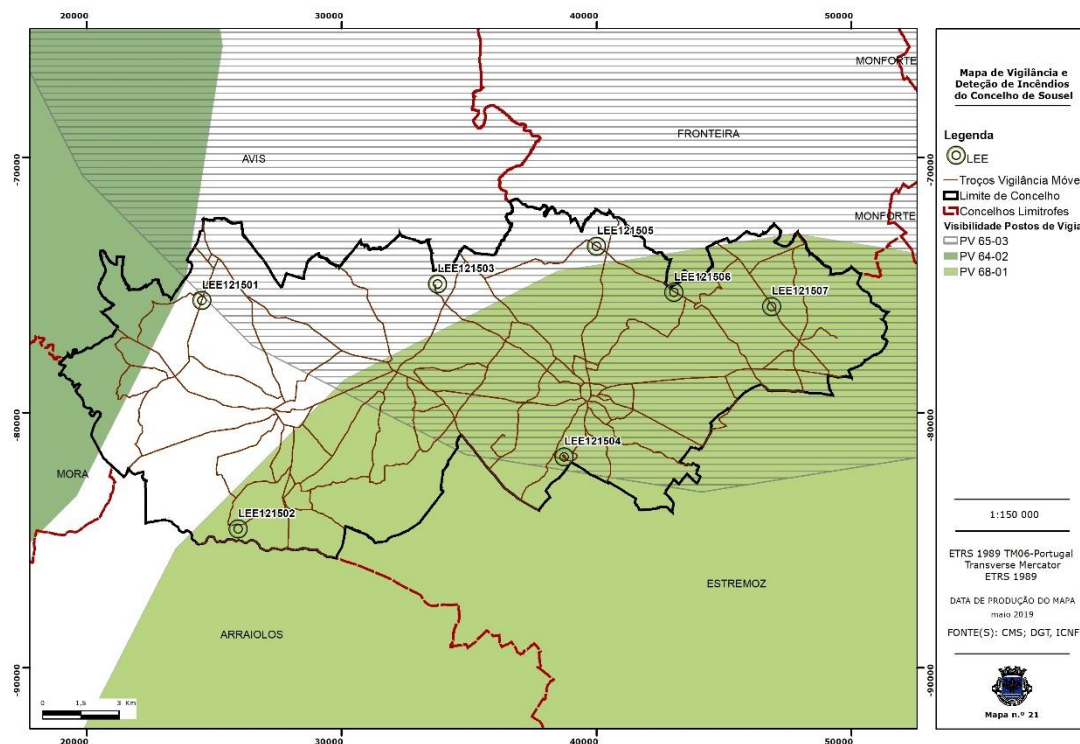 20000
30000
40000
50000
MONFORTE
FRONTEIRA
AVIS
-70000
-70000
MONFORTE
LEE121505
LEE121503
LEE121506
LEE121501
LEE121507
-80000
-80000
LEE121504
MORA
LEE121502
ESTREMOZ
ARRAIOLOS
-90000
-90000
0 1,5 3 Km
20000
30000
40000
50000
Mapa de Vigilância e
Deteção de Incêndios
do Concelho de Sousel
Legenda
LEE
Troços Vigilância Móve
Limite de Concelho
Concelhos Limitrofes
Visibilidade Postos de Vigia
PV 65-03
PV 64-02
PV 68-01
1:150 000
ETRS 1989 TM06-Portugal
Transverse Mercator
ETRS 1989
DATA DE PRODUÇÃO DO MAPA
maio 2019
FONTE(S): CMS; DGT, ICNF
Mapa n.º 21